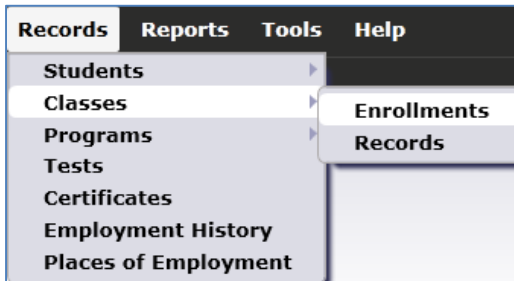 Records Reports Tools Help
Students
Classes
Enrollments
Programs
Records
Tests
Certificates
Employment History
Places of Employment